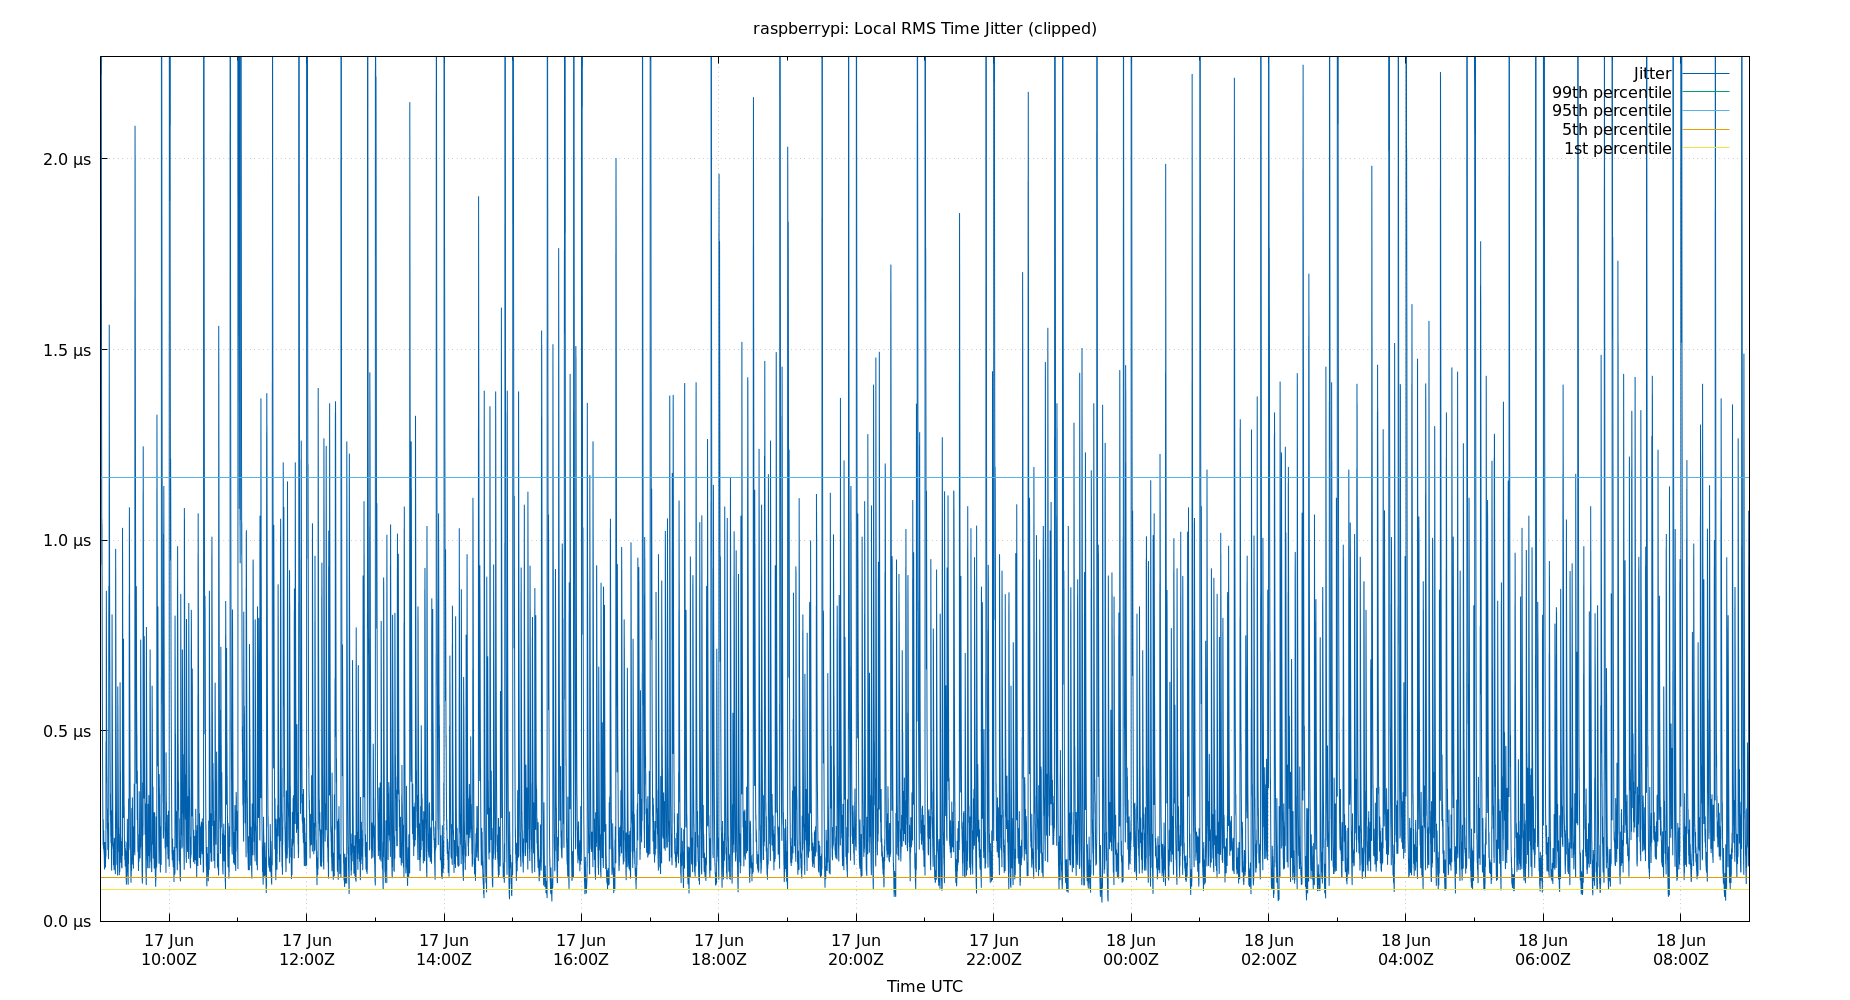 raspberrypi: Local RMS Time Jitter (clipped)
Jitter
99th percentile
95th percentile
5th percentile
1st percentile
2.0 µs
1.5 µs
1.0 µs
0.5 µs
0.0 µs
17 Jun 17 Jun 17 Jun 17 Jun 17 Jun 17 Jun 17 Jun 18 Jun 18 Jun 18 Jun 18 Jun 18 Jun
10:00Z 12:00Z 14:00Z 16:00Z 18:00Z 20:00Z 22:00Z 00:00Z 02:00Z 04:00Z 06:00Z 08:00Z
Time UTC